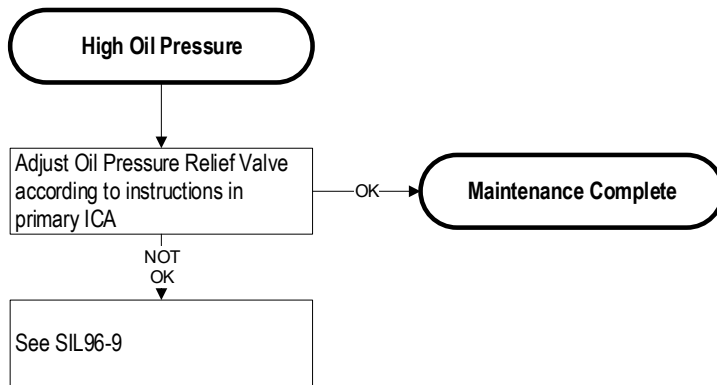 High Oil Pressure
Adjust Oil Pressure Relief Valve
according to instructions in
primary ICA
OK
Maintenance Complete
NOT
OK
See SIL96-9